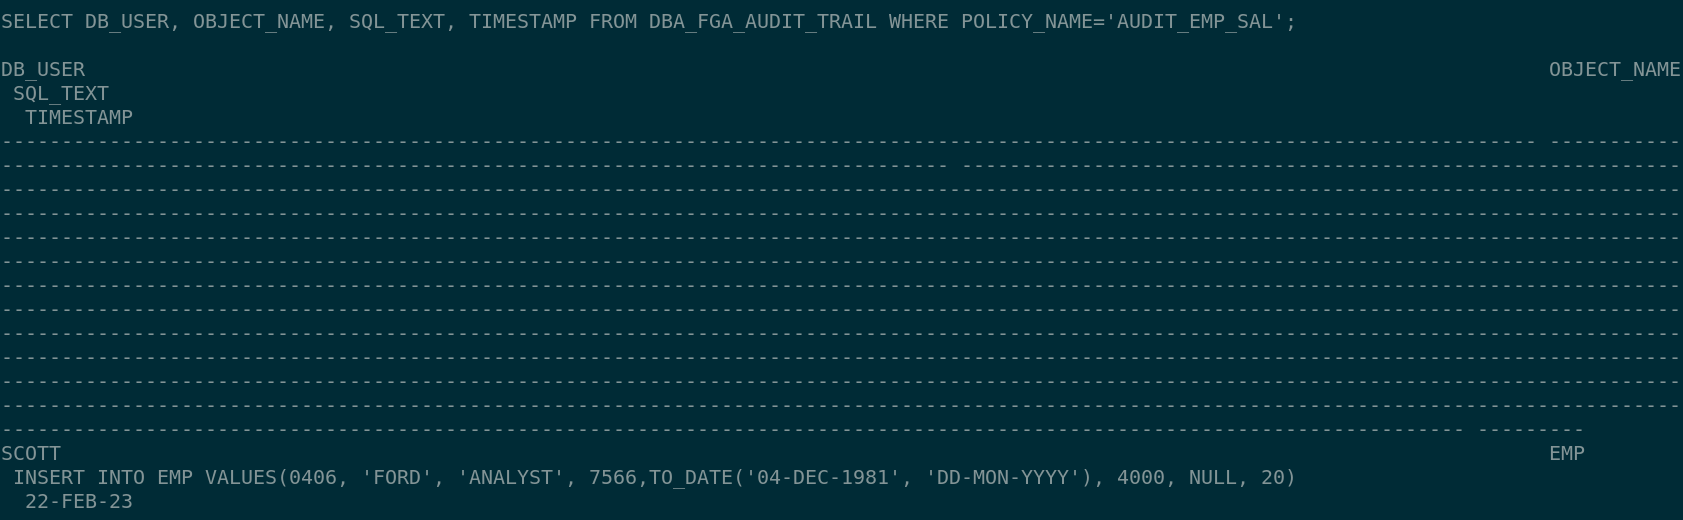 SELECT DB_USER, OBJECT_NAME, SQL_TEXT, TIMESTAMP FROM DBA_FGA_AUDIT_TRAIL WHERE POLICY_NAME='AUDIT_EMP_SAL';
DB_USER OBJECT_NAME
SQL_TEXT
TIMESTAMP
SCOTT EMP
INSERT INTO EMP VALUES(0406, 'FORD', 'ANALYST', 7566,TO_DATE('04-DEC-1981', 'DD-MON-YYYY'), 4000, NULL, 20)
22-FEB-23